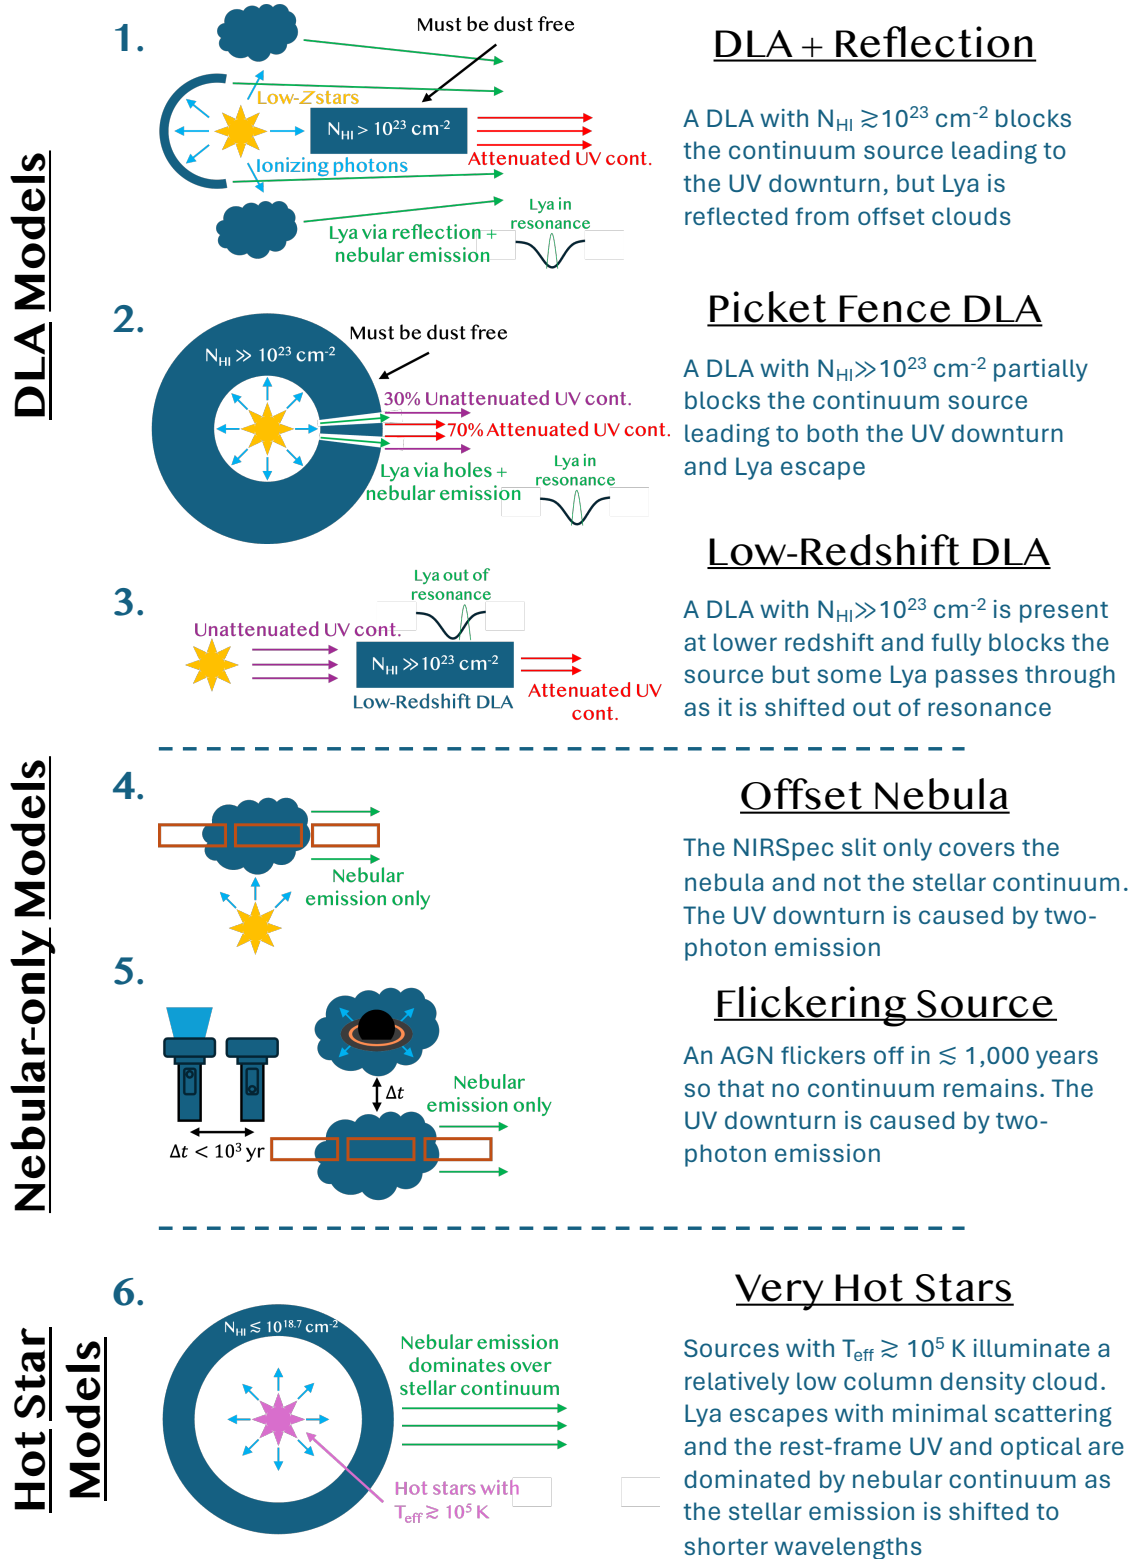 DLA Models
1.
Must be dust free
Low-Z stars
N_HI > 10^23 cm^-2
Ionizing photons
Attenuated UV cont.
Lya via reflection +
nebular emission
Lya in
resonance
DLA + Reflection
A DLA with N_HI ≳10^23 cm^-2 blocks
the continuum source leading to
the UV downturn, but Lya is
reflected from offset clouds
2.
Must be dust free
N_HI ≫ 10^23 cm^-2
30% Unattenuated UV cont.
70% Attenuated UV cont.
Lya via holes +
nebular emission
Lya in
resonance
Picket Fence DLA
A DLA with N_HI≫10^23 cm^-2 partially
blocks the continuum source
leading to both the UV downturn
and Lya escape
3.
Lya out of
resonance
Unattenuated UV cont.
N_HI ≫10^23 cm^-2
Low-Redshift DLA
Attenuated UV
cont.
Low-Redshift DLA
A DLA with N_HI≫10^23 cm^-2 is present
at lower redshift and fully blocks the
source but some Lya passes through
as it is shifted out of resonance
Nebular-only Models
4.
Nebular
emission only
Offset Nebula
The NIRSpec slit only covers the
nebula and not the stellar continuum.
The UV downturn is caused by two-
photon emission
5.
Δt < 10^3 yr
Δt
Nebular
emission only
Flickering Source
An AGN flickers off in ≲ 1,000 years
so that no continuum remains. The
UV downturn is caused by two-
photon emission
Hot Star
Models
6.
N_HI ≲ 10^18.7 cm^-2
Nebular emission
dominates over
stellar continuum
Hot stars with
T_eff ≳ 10^5 K
Very Hot Stars
Sources with T_eff ≳ 10^5 K illuminate a
relatively low column density cloud.
Lya escapes with minimal scattering
and the rest-frame UV and optical are
dominated by nebular continuum as
the stellar emission is shifted to
shorter wavelengths